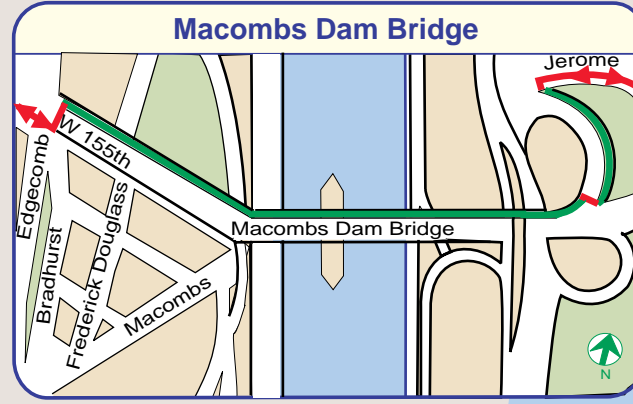 Macombs Dam Bridge
Jerome
W 155th
Edgecomb
Bradhurst
Frederick Douglass
Macombs
Macombs Dam Bridge
N